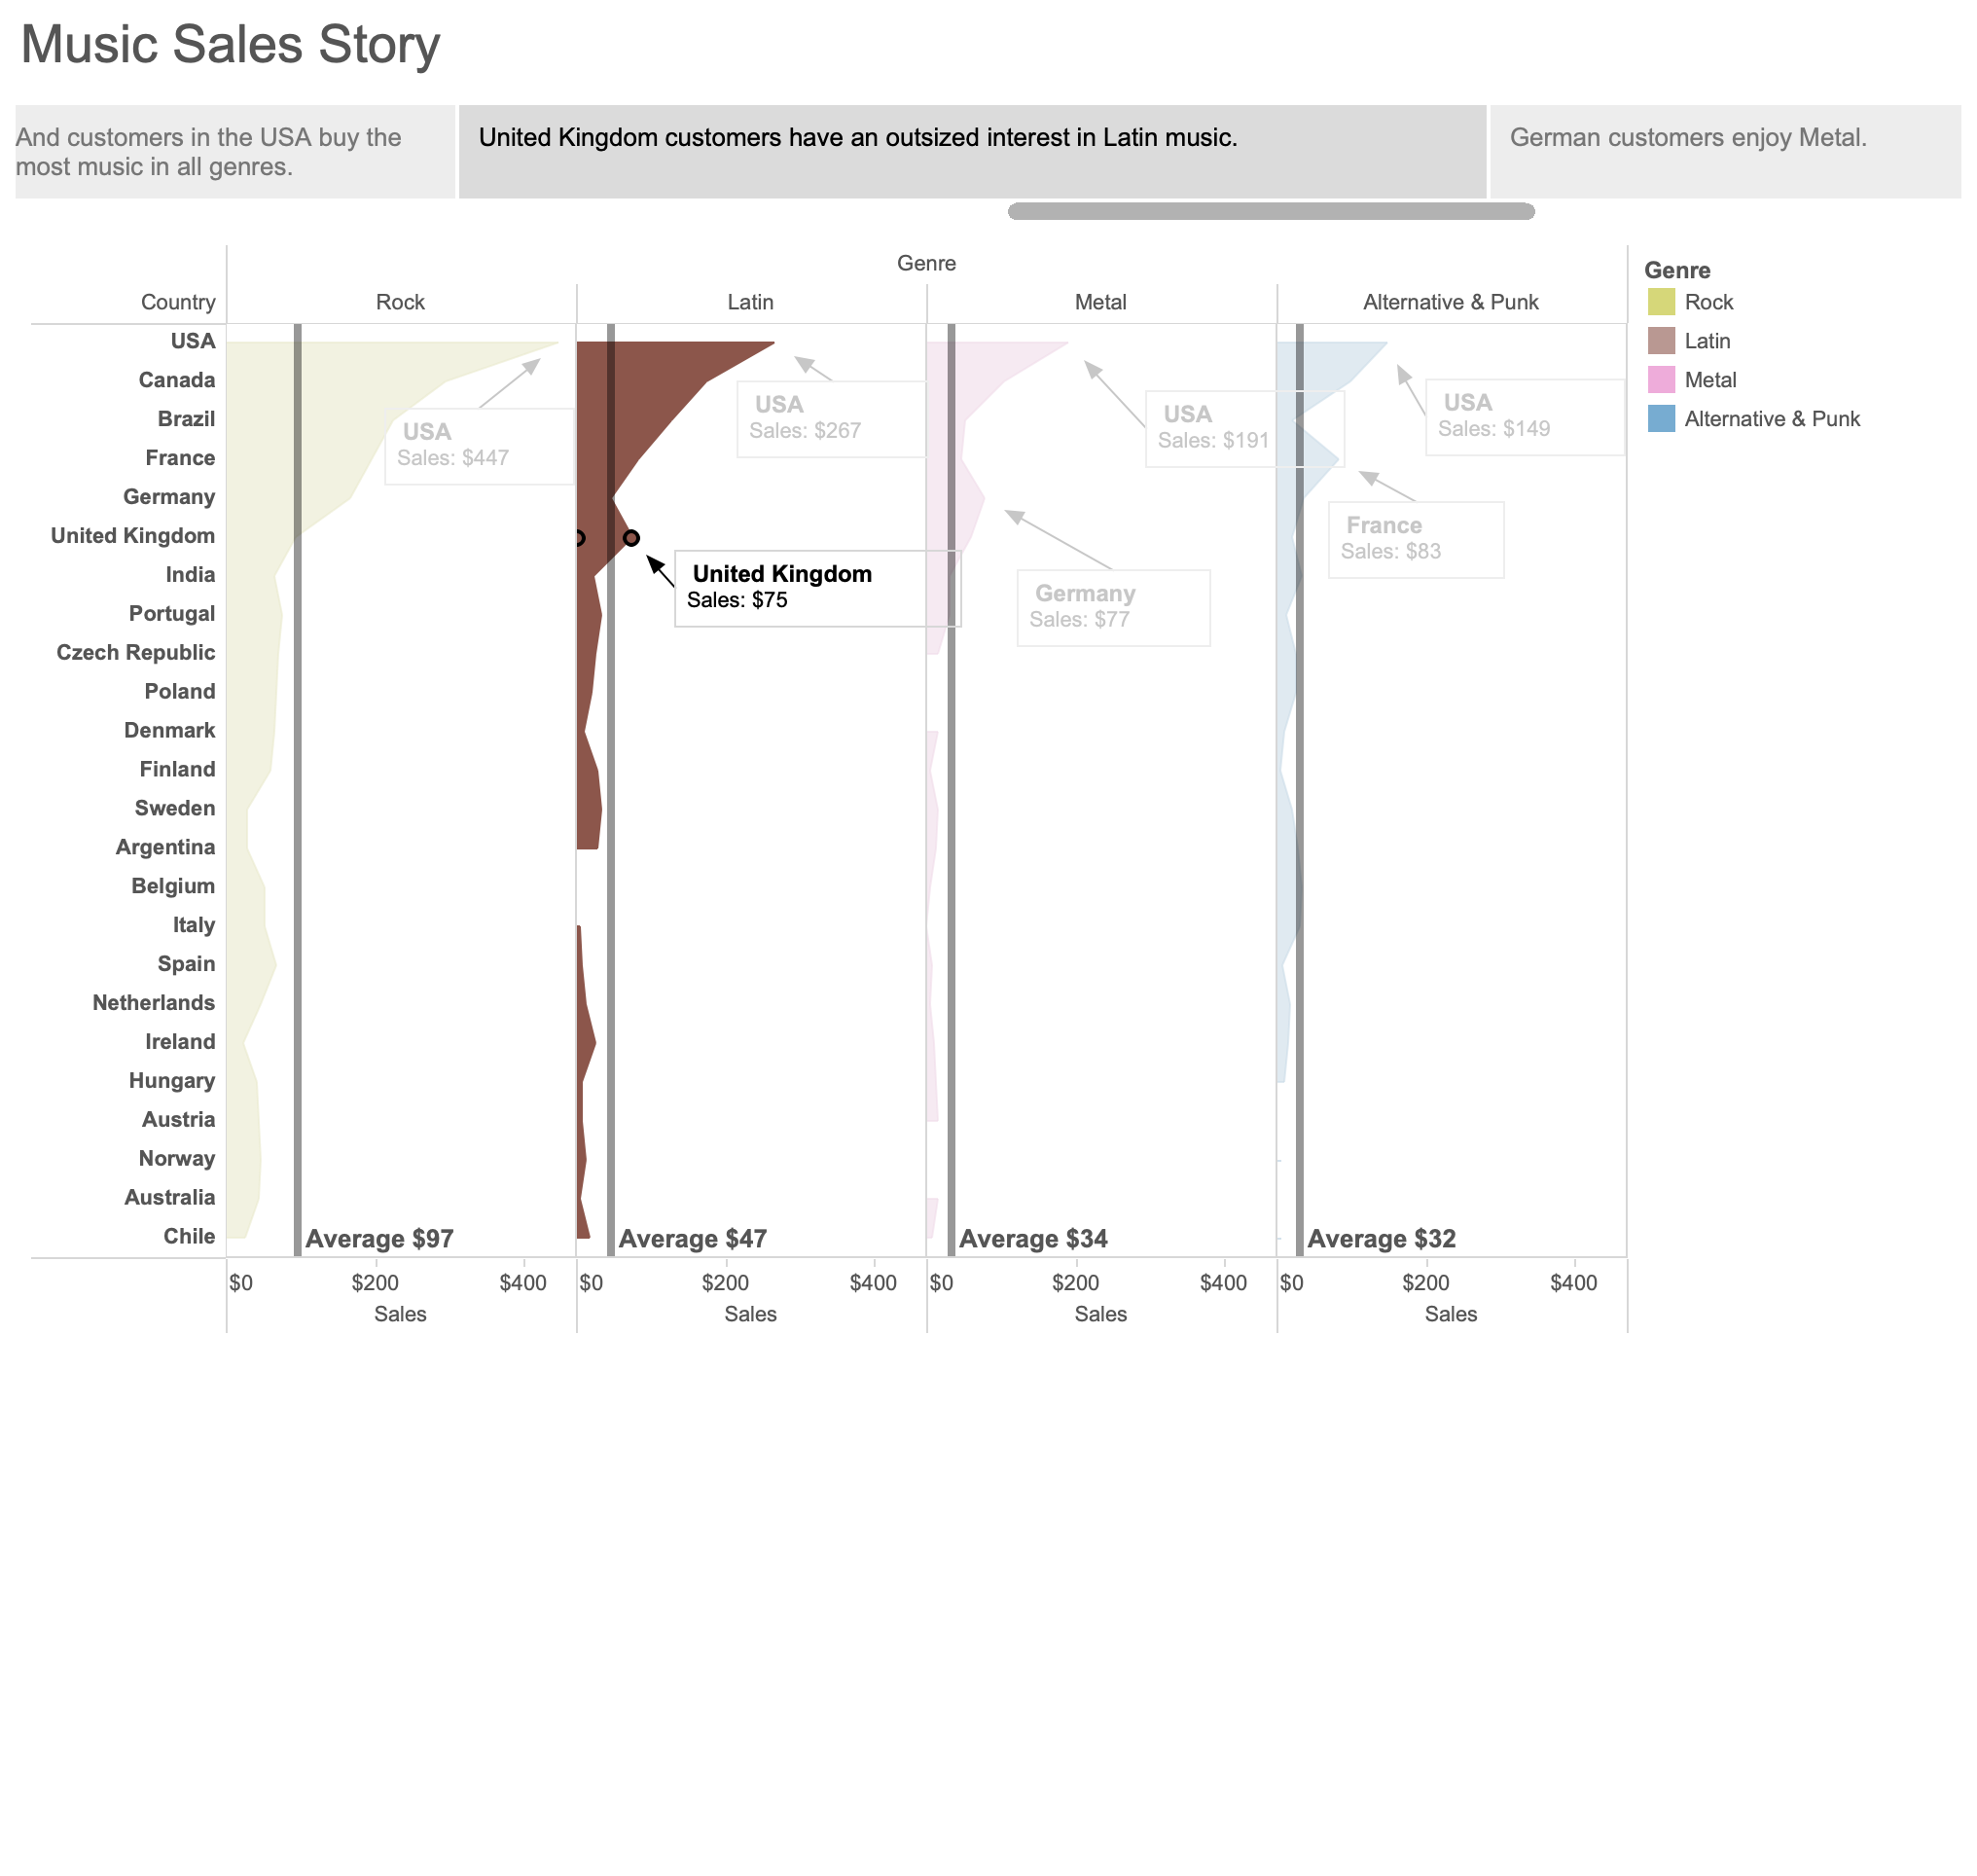 Music Sales Story
And customers in the USA buy the
most music in all genres.
United Kingdom customers have an outsized interest in Latin music.
German customers enjoy Metal.
Genre
Country
Rock
Latin
Metal
Alternative & Punk
Genre
Rock
Latin
Metal
Alternative & Punk
USA
Canada
Brazil
France
Germany
United Kingdom
India
Portugal
Czech Republic
Poland
Denmark
Finland
Sweden
Argentina
Belgium
Italy
Spain
Netherlands
Ireland
Hungary
Austria
Norway
Australia
Chile
USA
Sales: $447
USA
Sales: $267
United Kingdom
Sales: $75
USA
Sales: $191
Germany
Sales: $77
USA
Sales: $149
France
Sales: $83
Average $97
Average $47
Average $34
Average $32
$0 $200 $400
$0 $200 $400
$0 $200 $400
$0 $200 $400
Sales
Sales
Sales
Sales